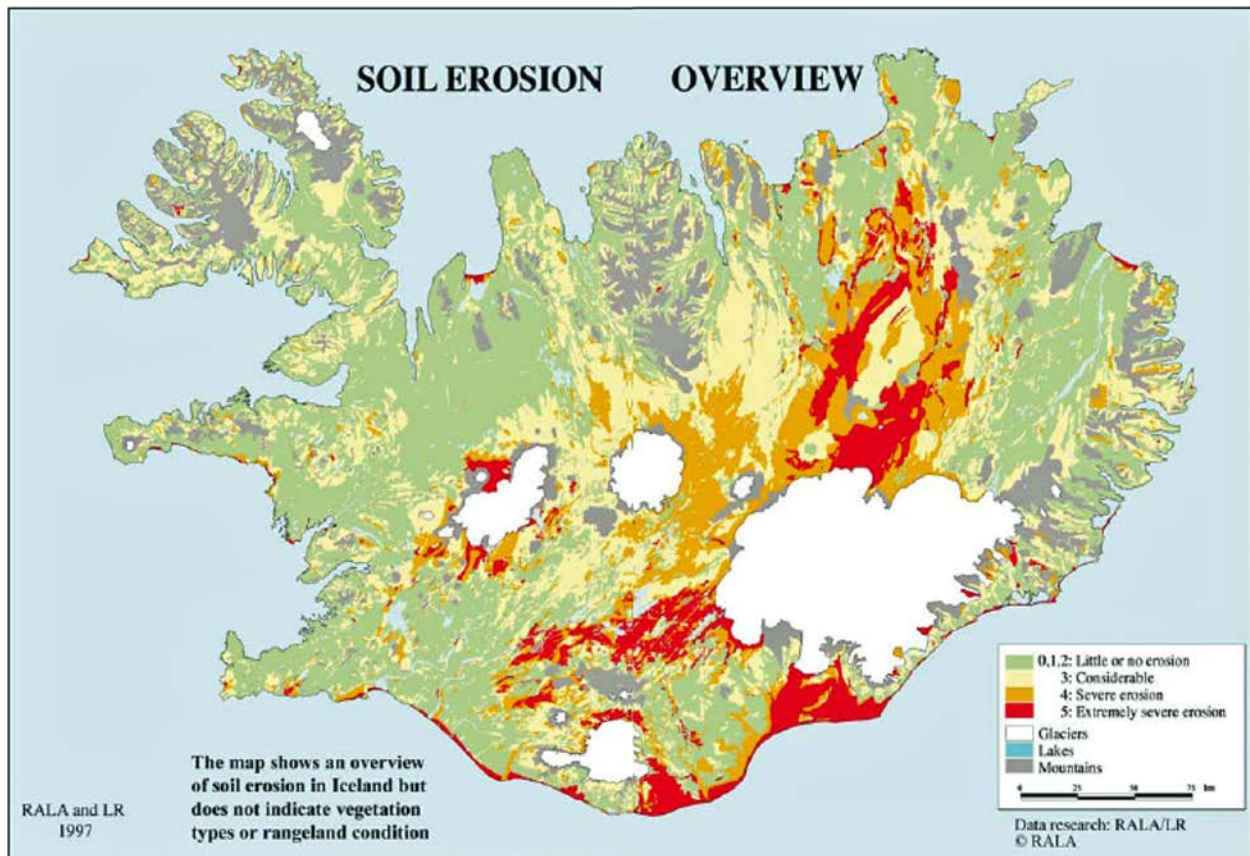 SOIL EROSION OVERVIEW
The map shows an overview
of soil erosion in Iceland but
does not indicate vegetation
types or rangeland condition
RALA and LR
1997
0,1,2: Little or no erosion
3: Considerable
4: Severe erosion
5: Extremely severe erosion
Glaciers
Lakes
Mountains
0 25 50 75 km
Data research: RALA/LR
© RALA